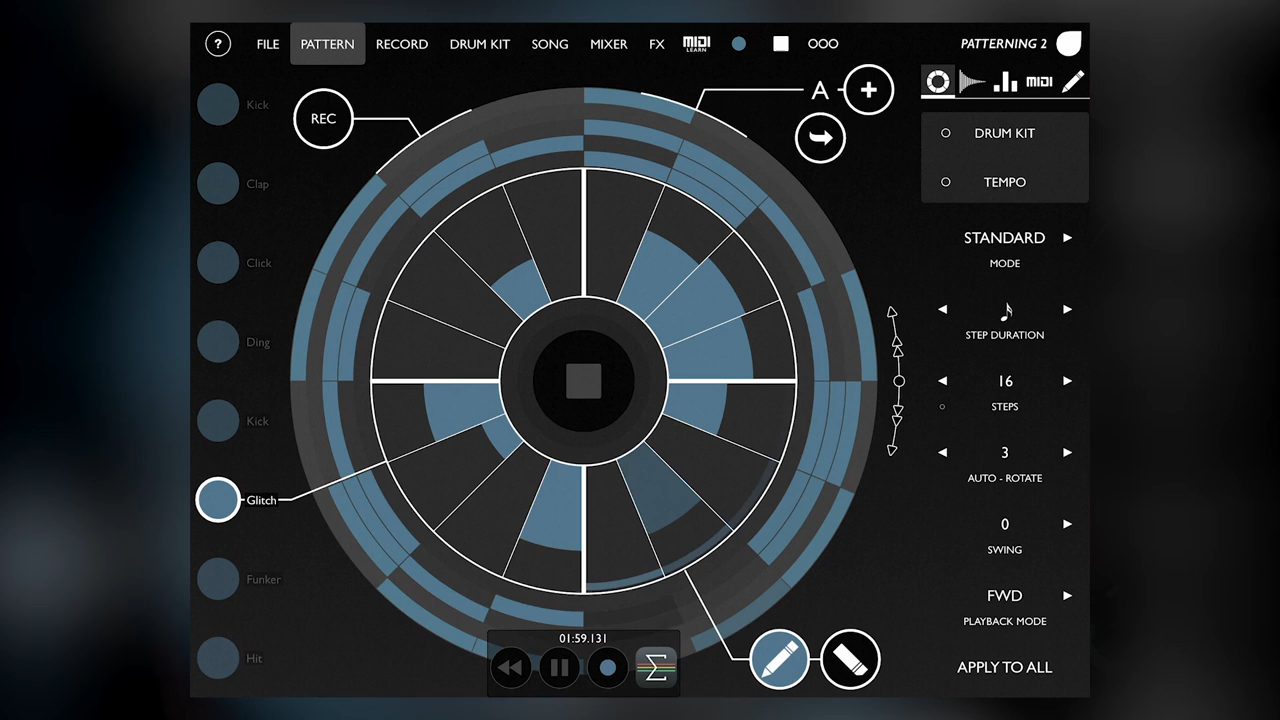 ?
FILE
PATTERN
RECORD
DRUM KIT
SONG
MIXER
FX
MIDI
LEARN
PATTERNING 2
Kick
Clap
Click
Ding
Kick
Glitch
Funker
Hit
REC
A
+
MIDI
DRUM KIT
TEMPO
STANDARD
MODE
STEP DURATION
16
STEPS
3
AUTO - ROTATE
0
SWING
FWD
PLAYBACK MODE
APPLY TO ALL
01:59.131
Σ